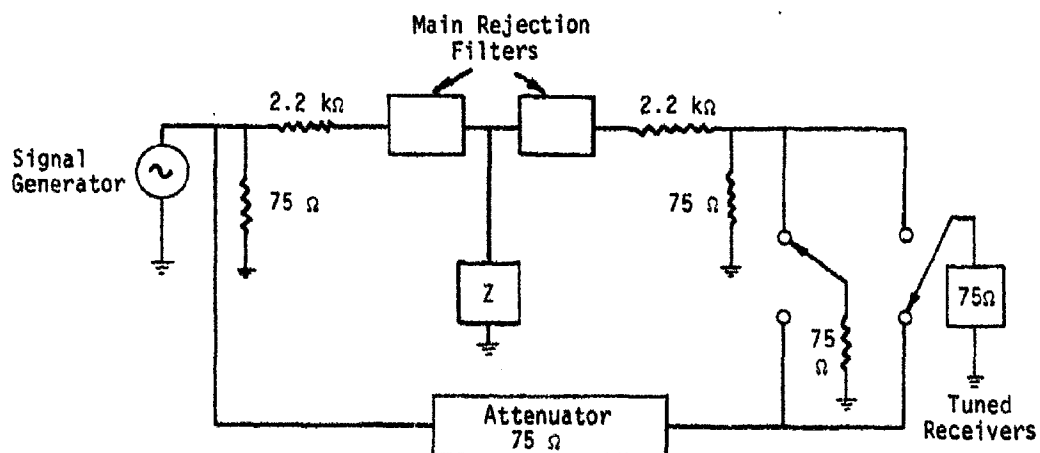 Main Rejection
Filters
2.2 kΩ
2.2 kΩ
Signal
Generator
75 Ω
75 Ω
Z
75Ω
75
Ω
Tuned
Receivers
Attenuator
75 Ω